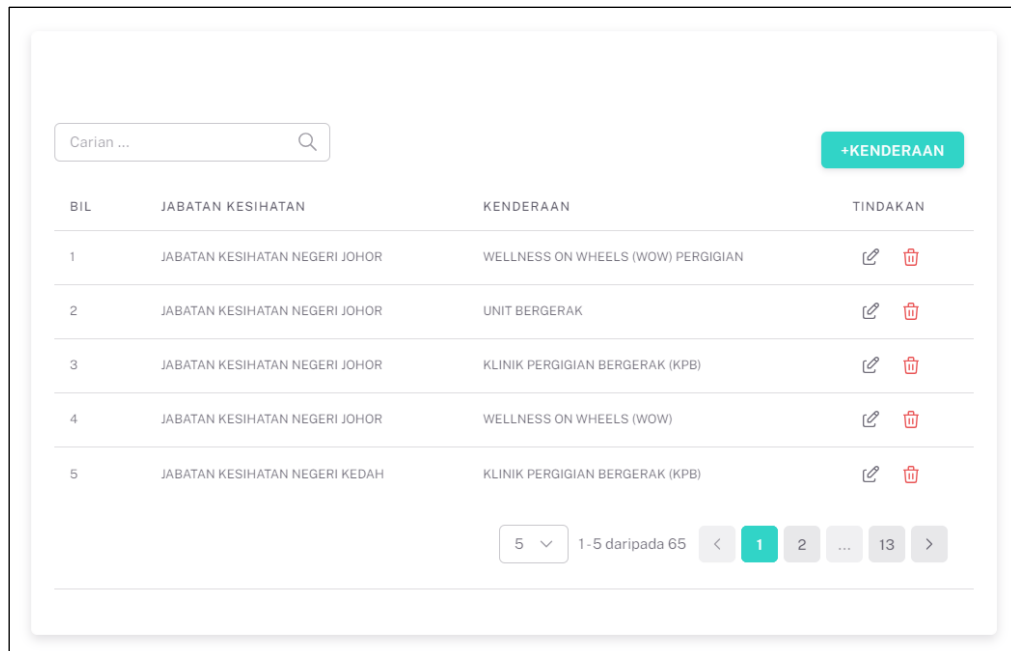 Carian ...
+KENDERAAN
BIL JABATAN KESIHATAN KENDERAAN TINDAKAN
1 JABATAN KESIHATAN NEGERI JOHOR WELLNESS ON WHEELS (WOW) PERGIGIAN
2 JABATAN KESIHATAN NEGERI JOHOR UNIT BERGERAK
3 JABATAN KESIHATAN NEGERI JOHOR KLINIK PERGIGIAN BERGERAK (KPB)
4 JABATAN KESIHATAN NEGERI JOHOR WELLNESS ON WHEELS (WOW)
5 JABATAN KESIHATAN NEGERI KEDAH KLINIK PERGIGIAN BERGERAK (KPB)
5 1-5 daripada 65 < 1 2 ... 13 >